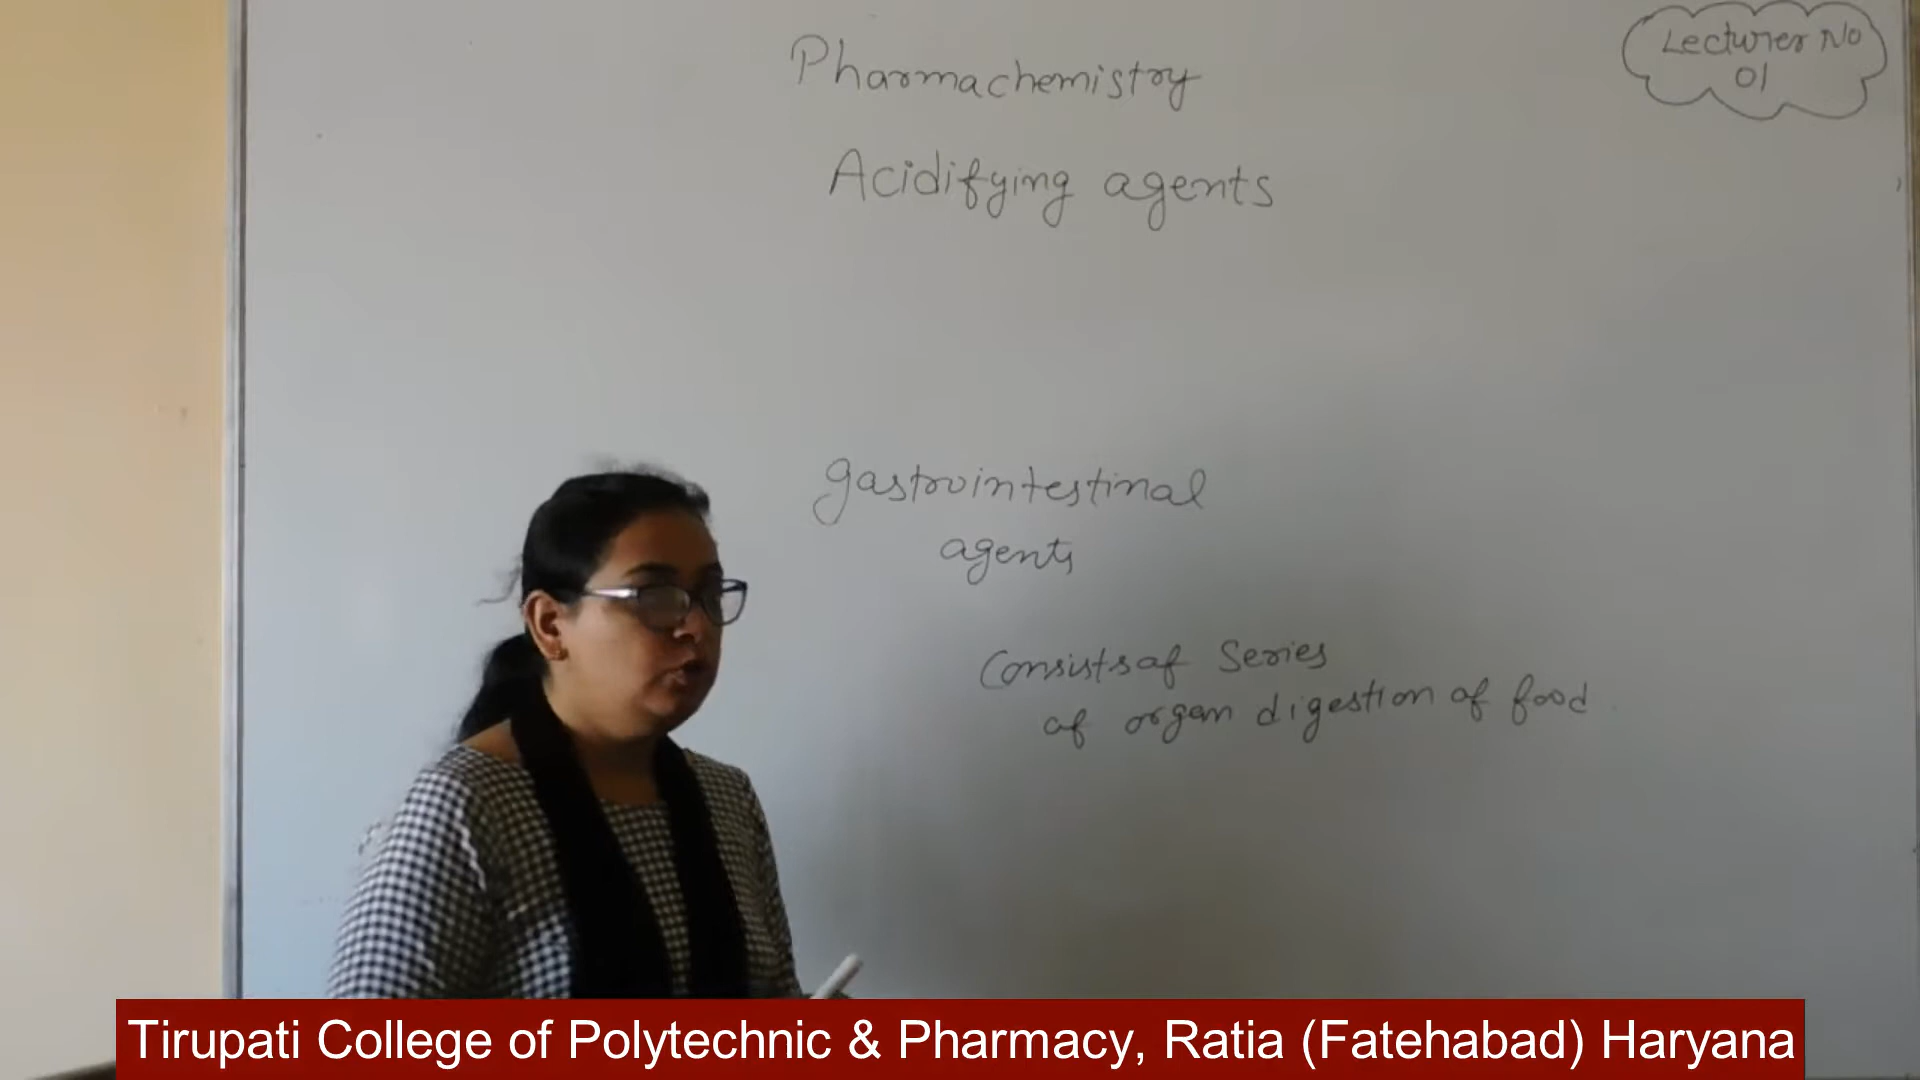 Lecturer No
01
Pharmachemistry
Acidifying agents
gastrointestinal
agents
Consists of Series
of organ digestion of food
Tirupati College of Polytechnic & Pharmacy, Ratia (Fatehabad) Haryana